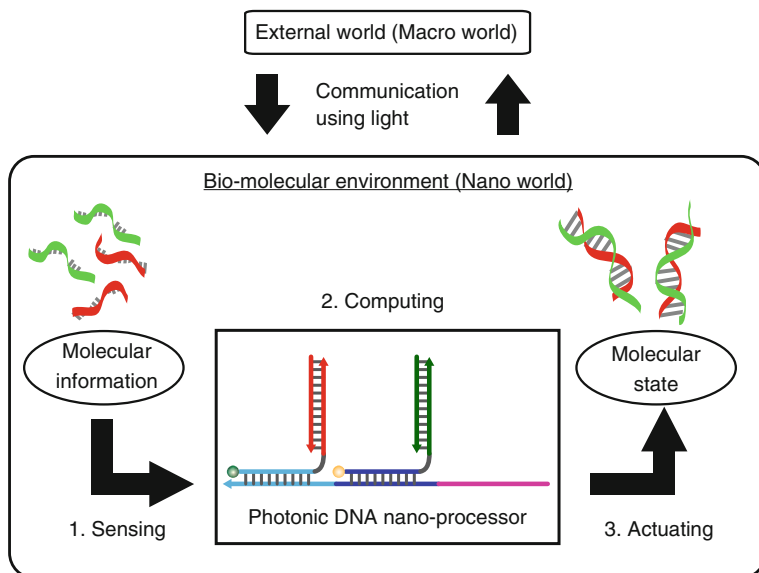 External world (Macro world)
Communication
using light
Bio-molecular environment (Nano world)
2. Computing
Molecular
information
Molecular
state
Photonic DNA nano-processor
1. Sensing
3. Actuating